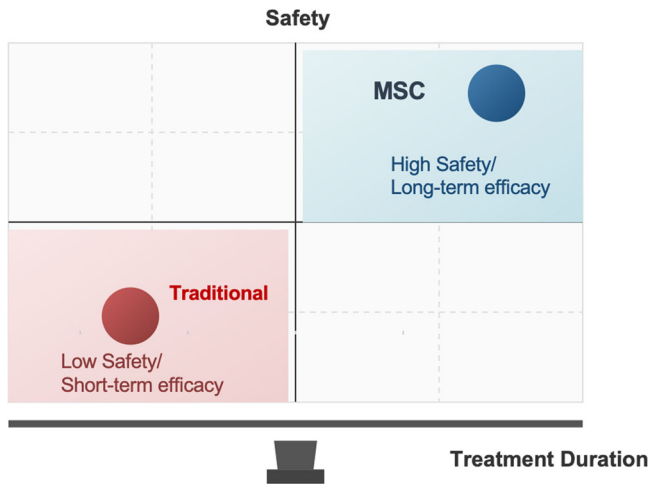 Safety
MSC
High Safety/
Long-term efficacy
Traditional
Low Safety/
Short-term efficacy
Treatment Duration